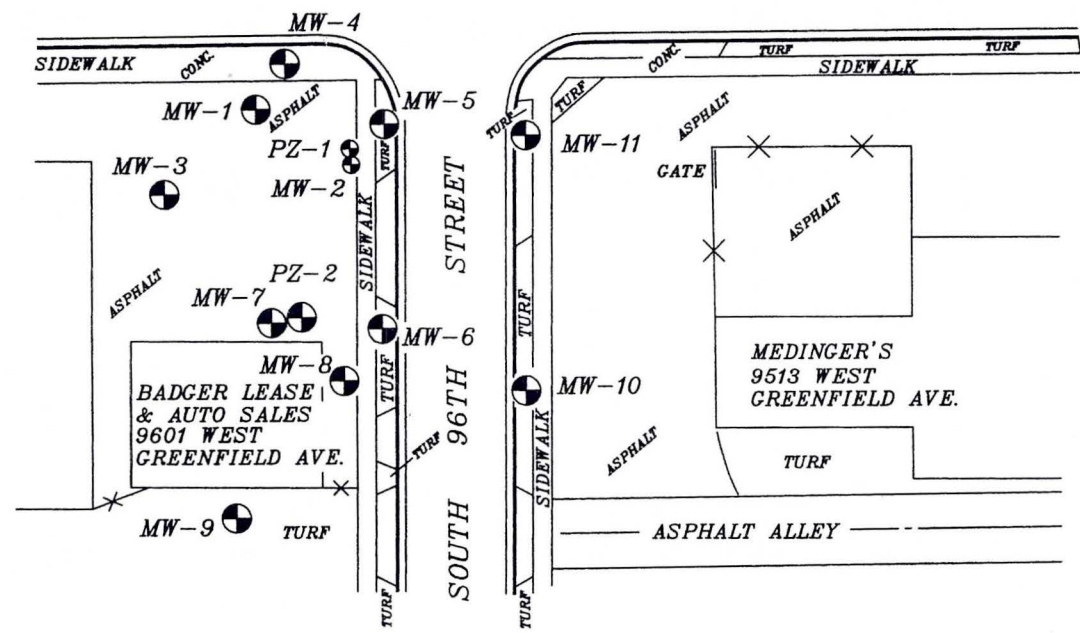 MW-4
SIDEWALK
CONC.
MW-1
ASPHALT
MW-5
PZ-1
TURF
MW-2
MW-3
SIDEWALK
ASPHALT
PZ-2
MW-7
MW-6
MW-8
TURF
BADGER LEASE
& AUTO SALES
9601 WEST
GREENFIELD AVE.
TURF
MW-9
TURF
TURF
SOUTH 96TH STREET
TURF
TURF
MW-11
TURF
MW-10
SIDEWALK
TURF
CONC.
TURF
TURF
SIDEWALK
ASPHALT
GATE
ASPHALT
MEDINGER'S
9513 WEST
GREENFIELD AVE.
ASPHALT
TURF
ASPHALT ALLEY